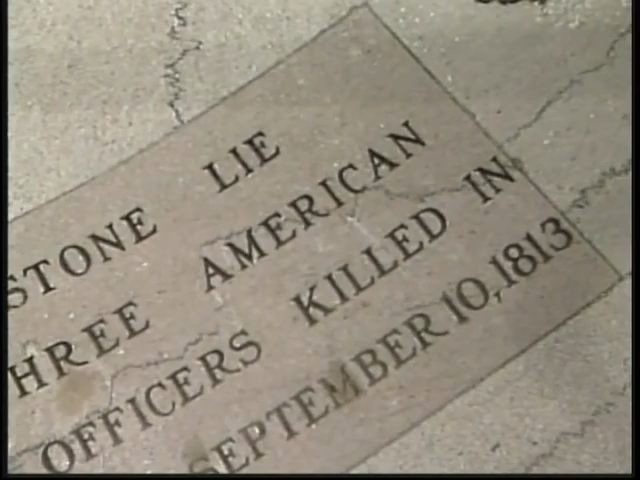 STONE LIE
HREE AMERICAN
OFFICERS KILLED IN
SEPTEMBER 10, 1813